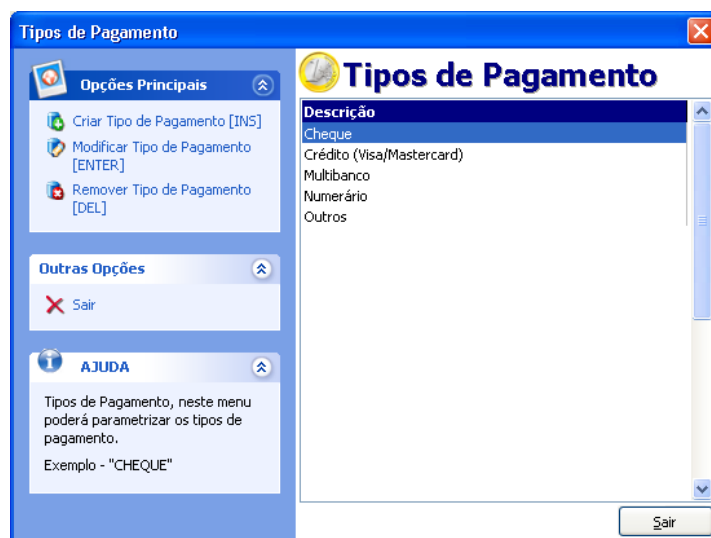 Tipos de Pagamento
Opções Principais
Criar Tipo de Pagamento [INS]
Modificar Tipo de Pagamento
[ENTER]
Remover Tipo de Pagamento
[DEL]
Outras Opções
Sair
AJUDA
Tipos de Pagamento, neste menu
poderá parametrizar os tipos de
pagamento.
Exemplo - "CHEQUE"
Tipos de Pagamento
Descrição
Cheque
Crédito (Visa/Mastercard)
Multibanco
Numerário
Outros
Sair